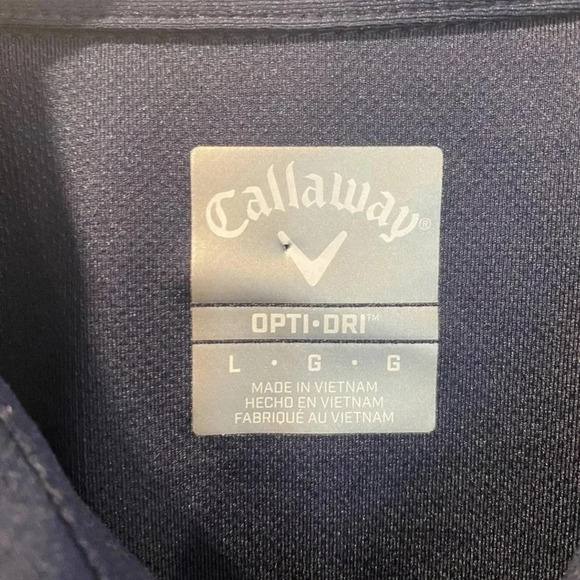 Callaway®
OPTI•DRI™
L • G • G
MADE IN VIETNAM
HECHO EN VIETNAM
FABRIQUÉ AU VIETNAM